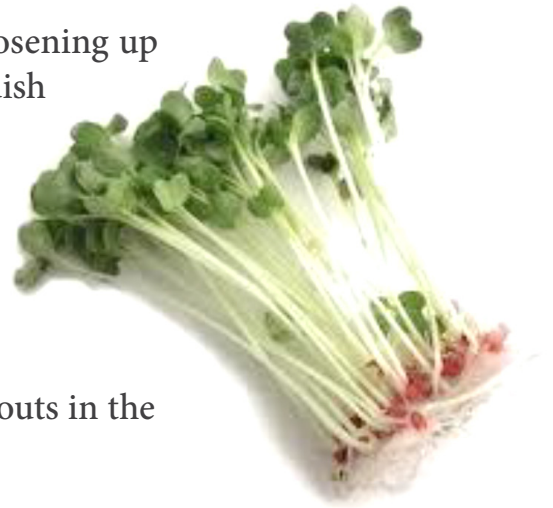 osening up
ish
outs in the